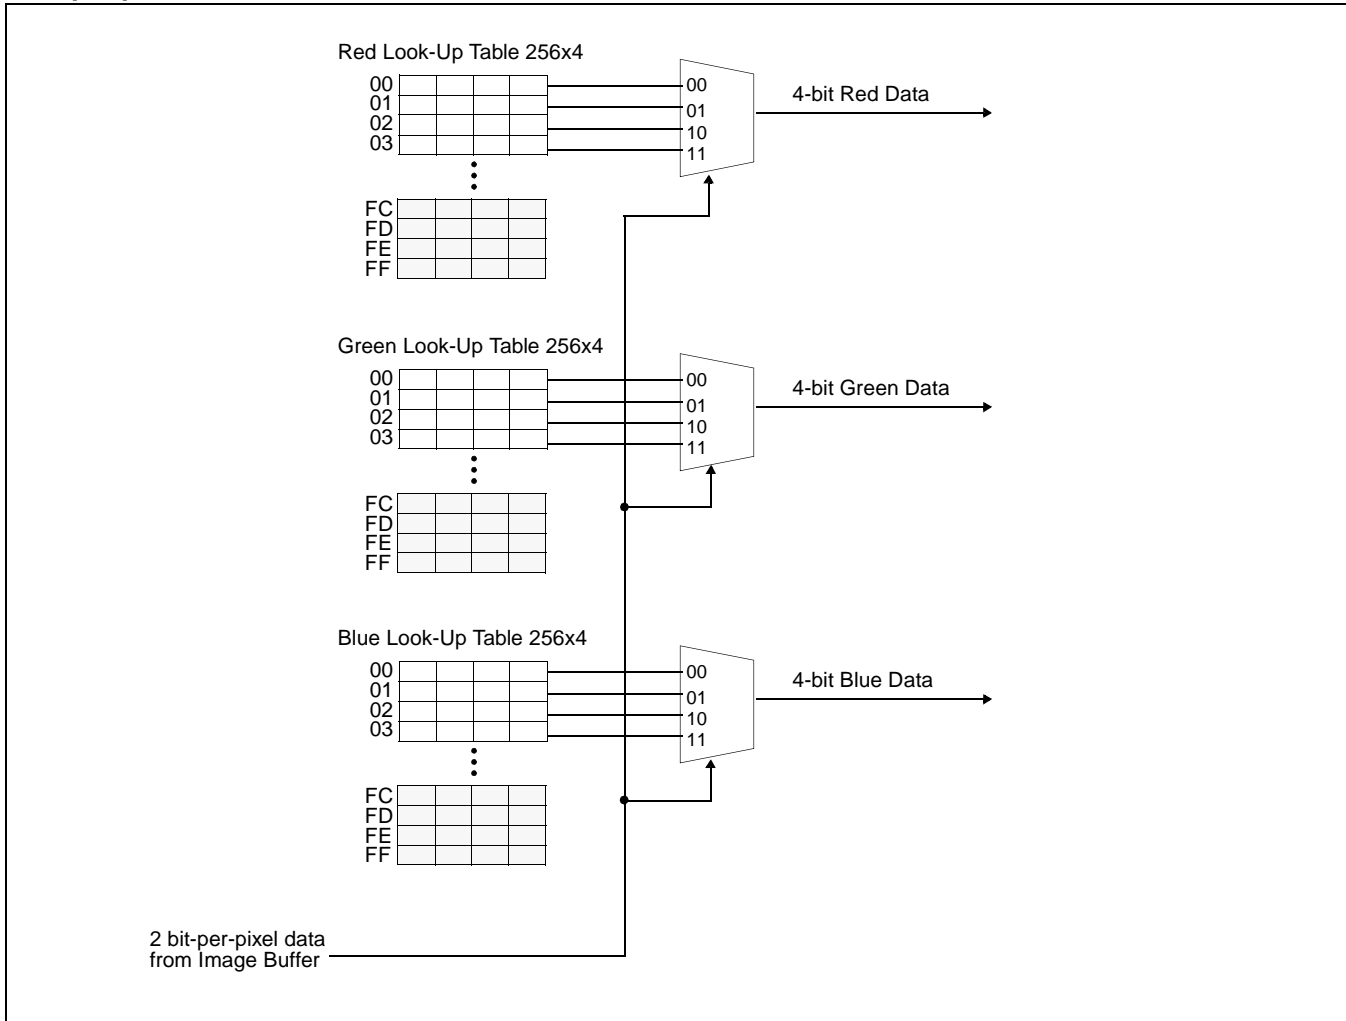 Red Look-Up Table 256x4
00
01
02
03
FC
FD
FE
FF
00
01
10
11
4-bit Red Data
Green Look-Up Table 256x4
00
01
02
03
FC
FD
FE
FF
00
01
10
11
4-bit Green Data
Blue Look-Up Table 256x4
00
01
02
03
FC
FD
FE
FF
00
01
10
11
4-bit Blue Data
2 bit-per-pixel data
from Image Buffer